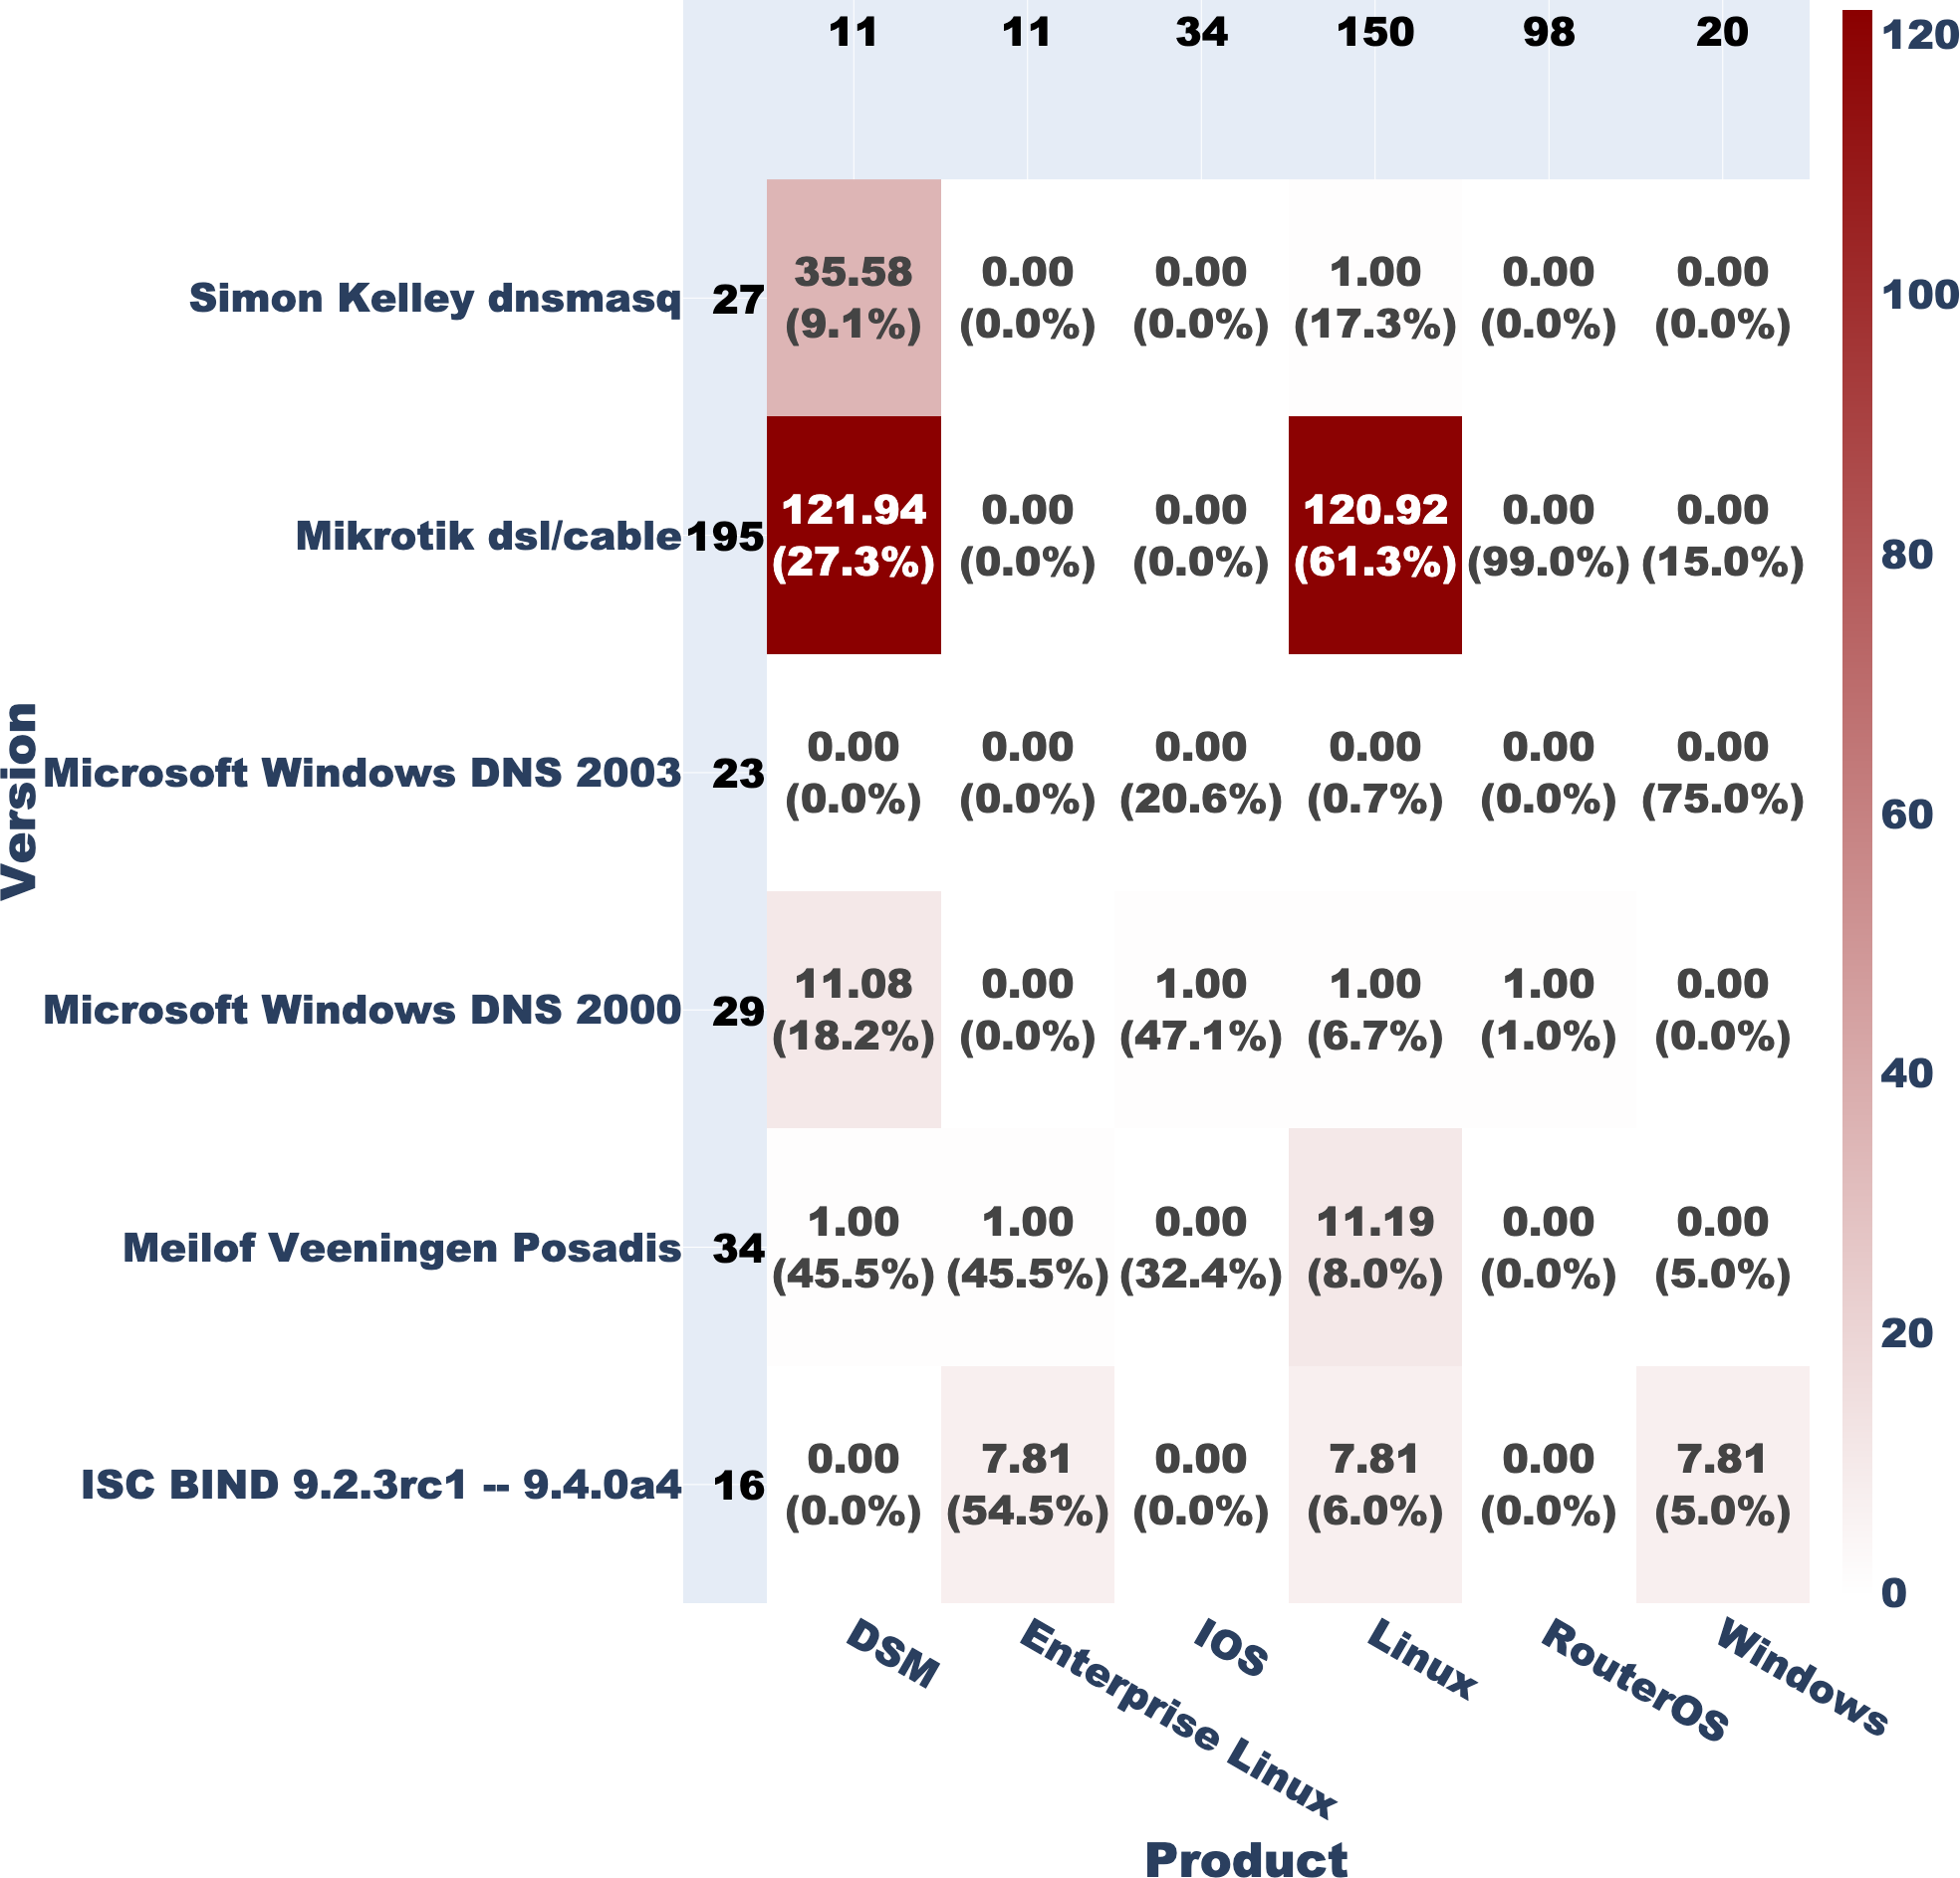 11 11 34 150 98 20 120
100
80
60
40
20
0
Version
Simon Kelley dnsmasq 27 35.58 0.00 0.00 1.00 0.00 0.00
(9.1%) (0.0%) (0.0%) (17.3%) (0.0%) (0.0%)
Mikrotik dsl/cable 195 121.94 0.00 0.00 120.92 0.00 0.00
(27.3%) (0.0%) (0.0%) (61.3%) (99.0%) (15.0%)
Microsoft Windows DNS 2003 23 0.00 0.00 0.00 0.00 0.00 0.00
(0.0%) (0.0%) (20.6%) (0.7%) (0.0%) (75.0%)
Microsoft Windows DNS 2000 29 11.08 0.00 1.00 1.00 1.00 0.00
(18.2%) (0.0%) (47.1%) (6.7%) (1.0%) (0.0%)
Meilof Veeningen Posadis 34 1.00 1.00 0.00 11.19 0.00 0.00
(45.5%) (45.5%) (32.4%) (8.0%) (0.0%) (5.0%)
ISC BIND 9.2.3rc1 -- 9.4.0a4 16 0.00 7.81 0.00 7.81 0.00 7.81
(0.0%) (54.5%) (0.0%) (6.0%) (0.0%) (5.0%)
DSM
Enterprise Linux
IOS
Linux
RouterOS
Windows
Product